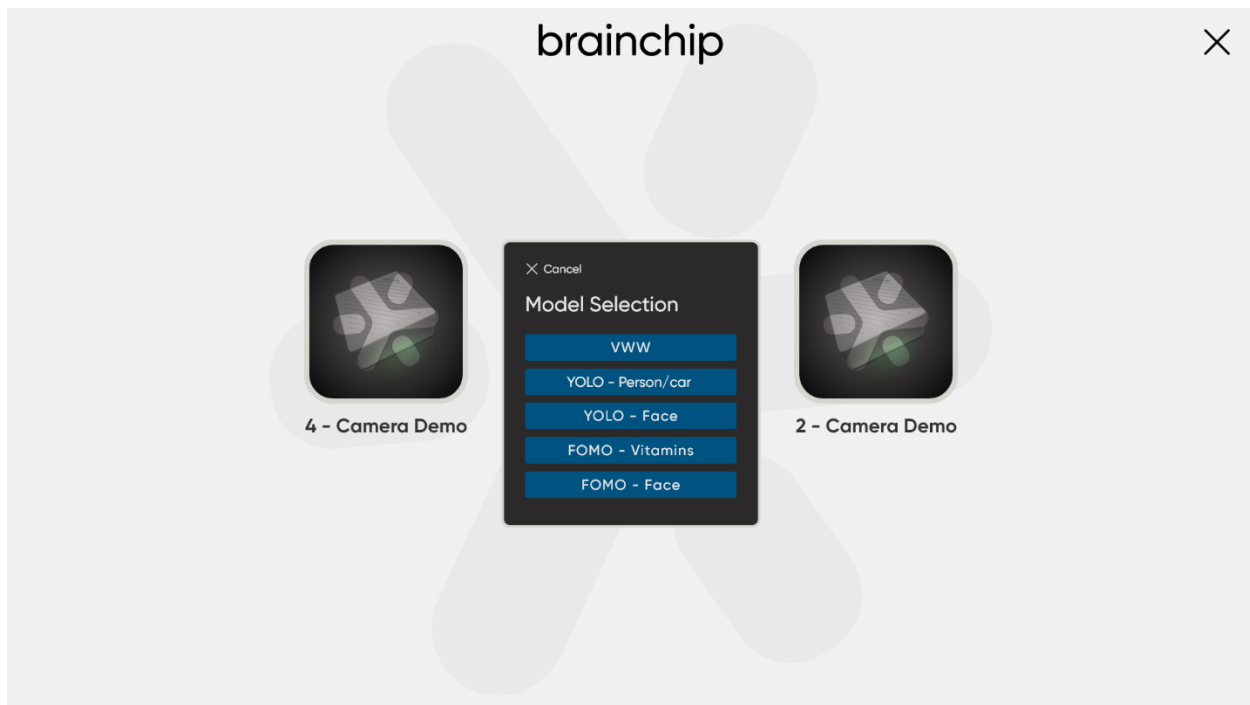 brainchip
Cancel
Model Selection
VWW
YOLO - Person/car
YOLO - Face
FOMO - Vitamins
FOMO - Face
4 - Camera Demo
2 - Camera Demo